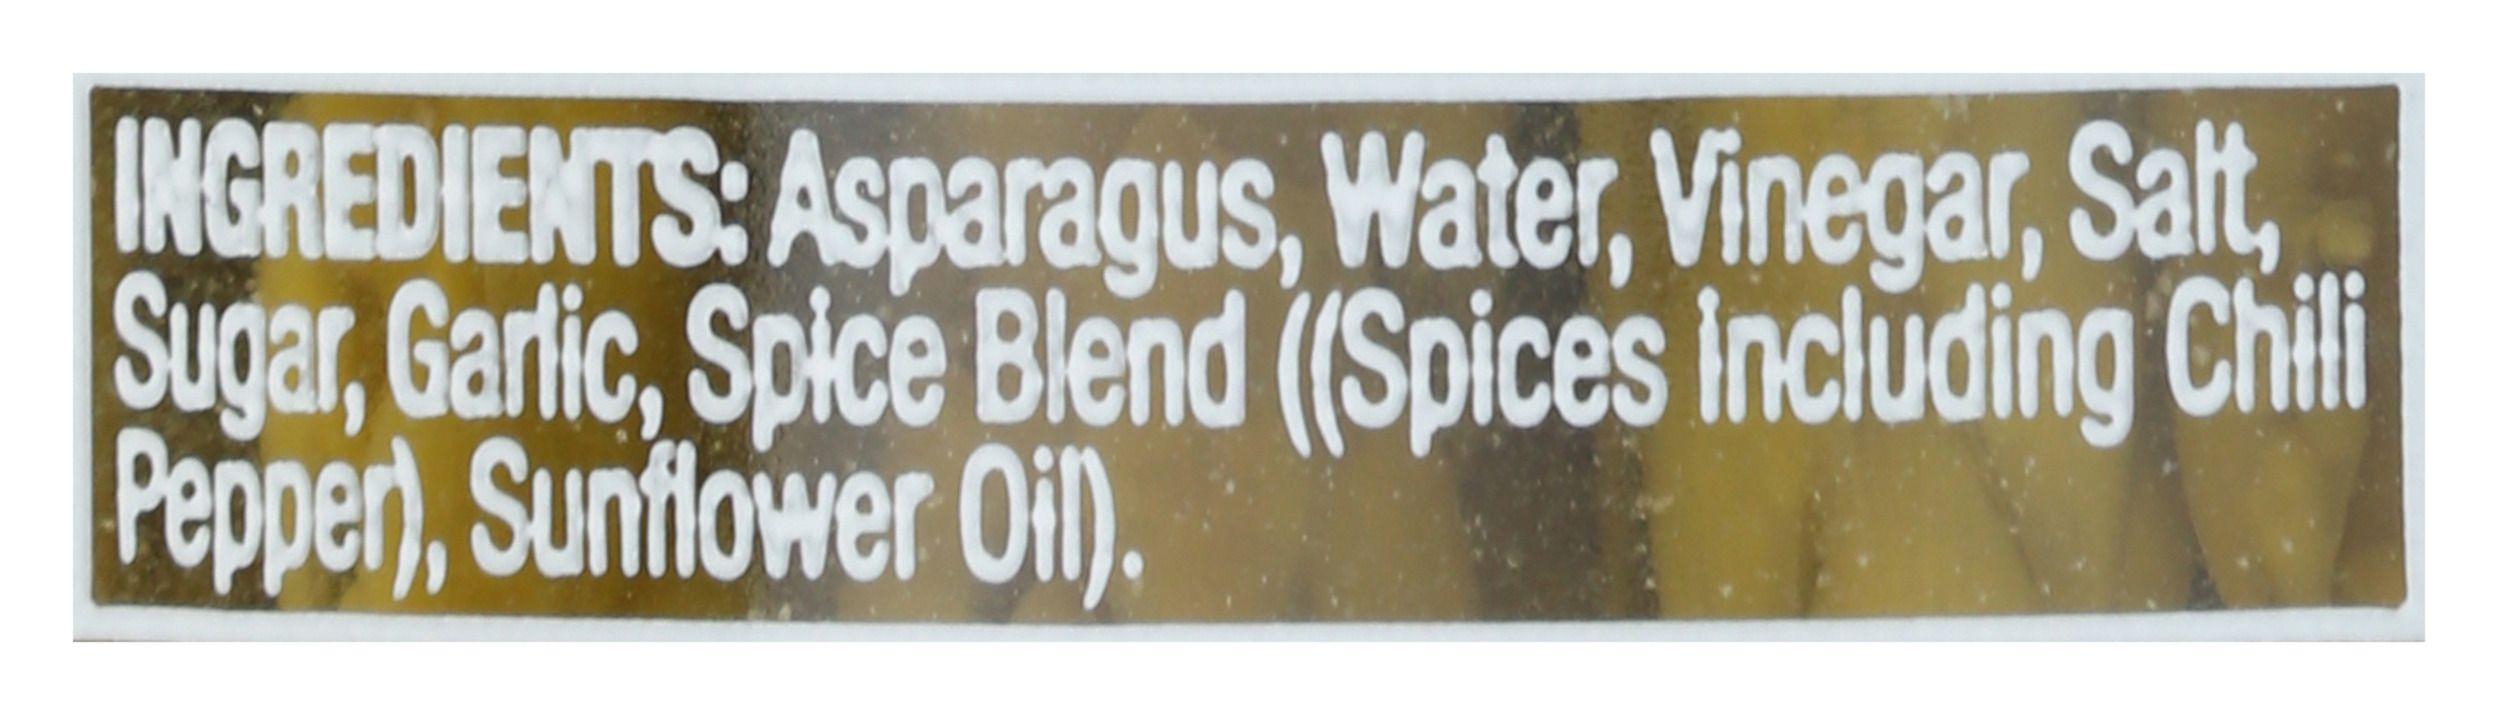 INGREDIENTS: Asparagus, Water, Vinegar, Salt,
Sugar, Garlic, Spice Blend ((Spices Including Chili
Pepper), Sunflower Oil).